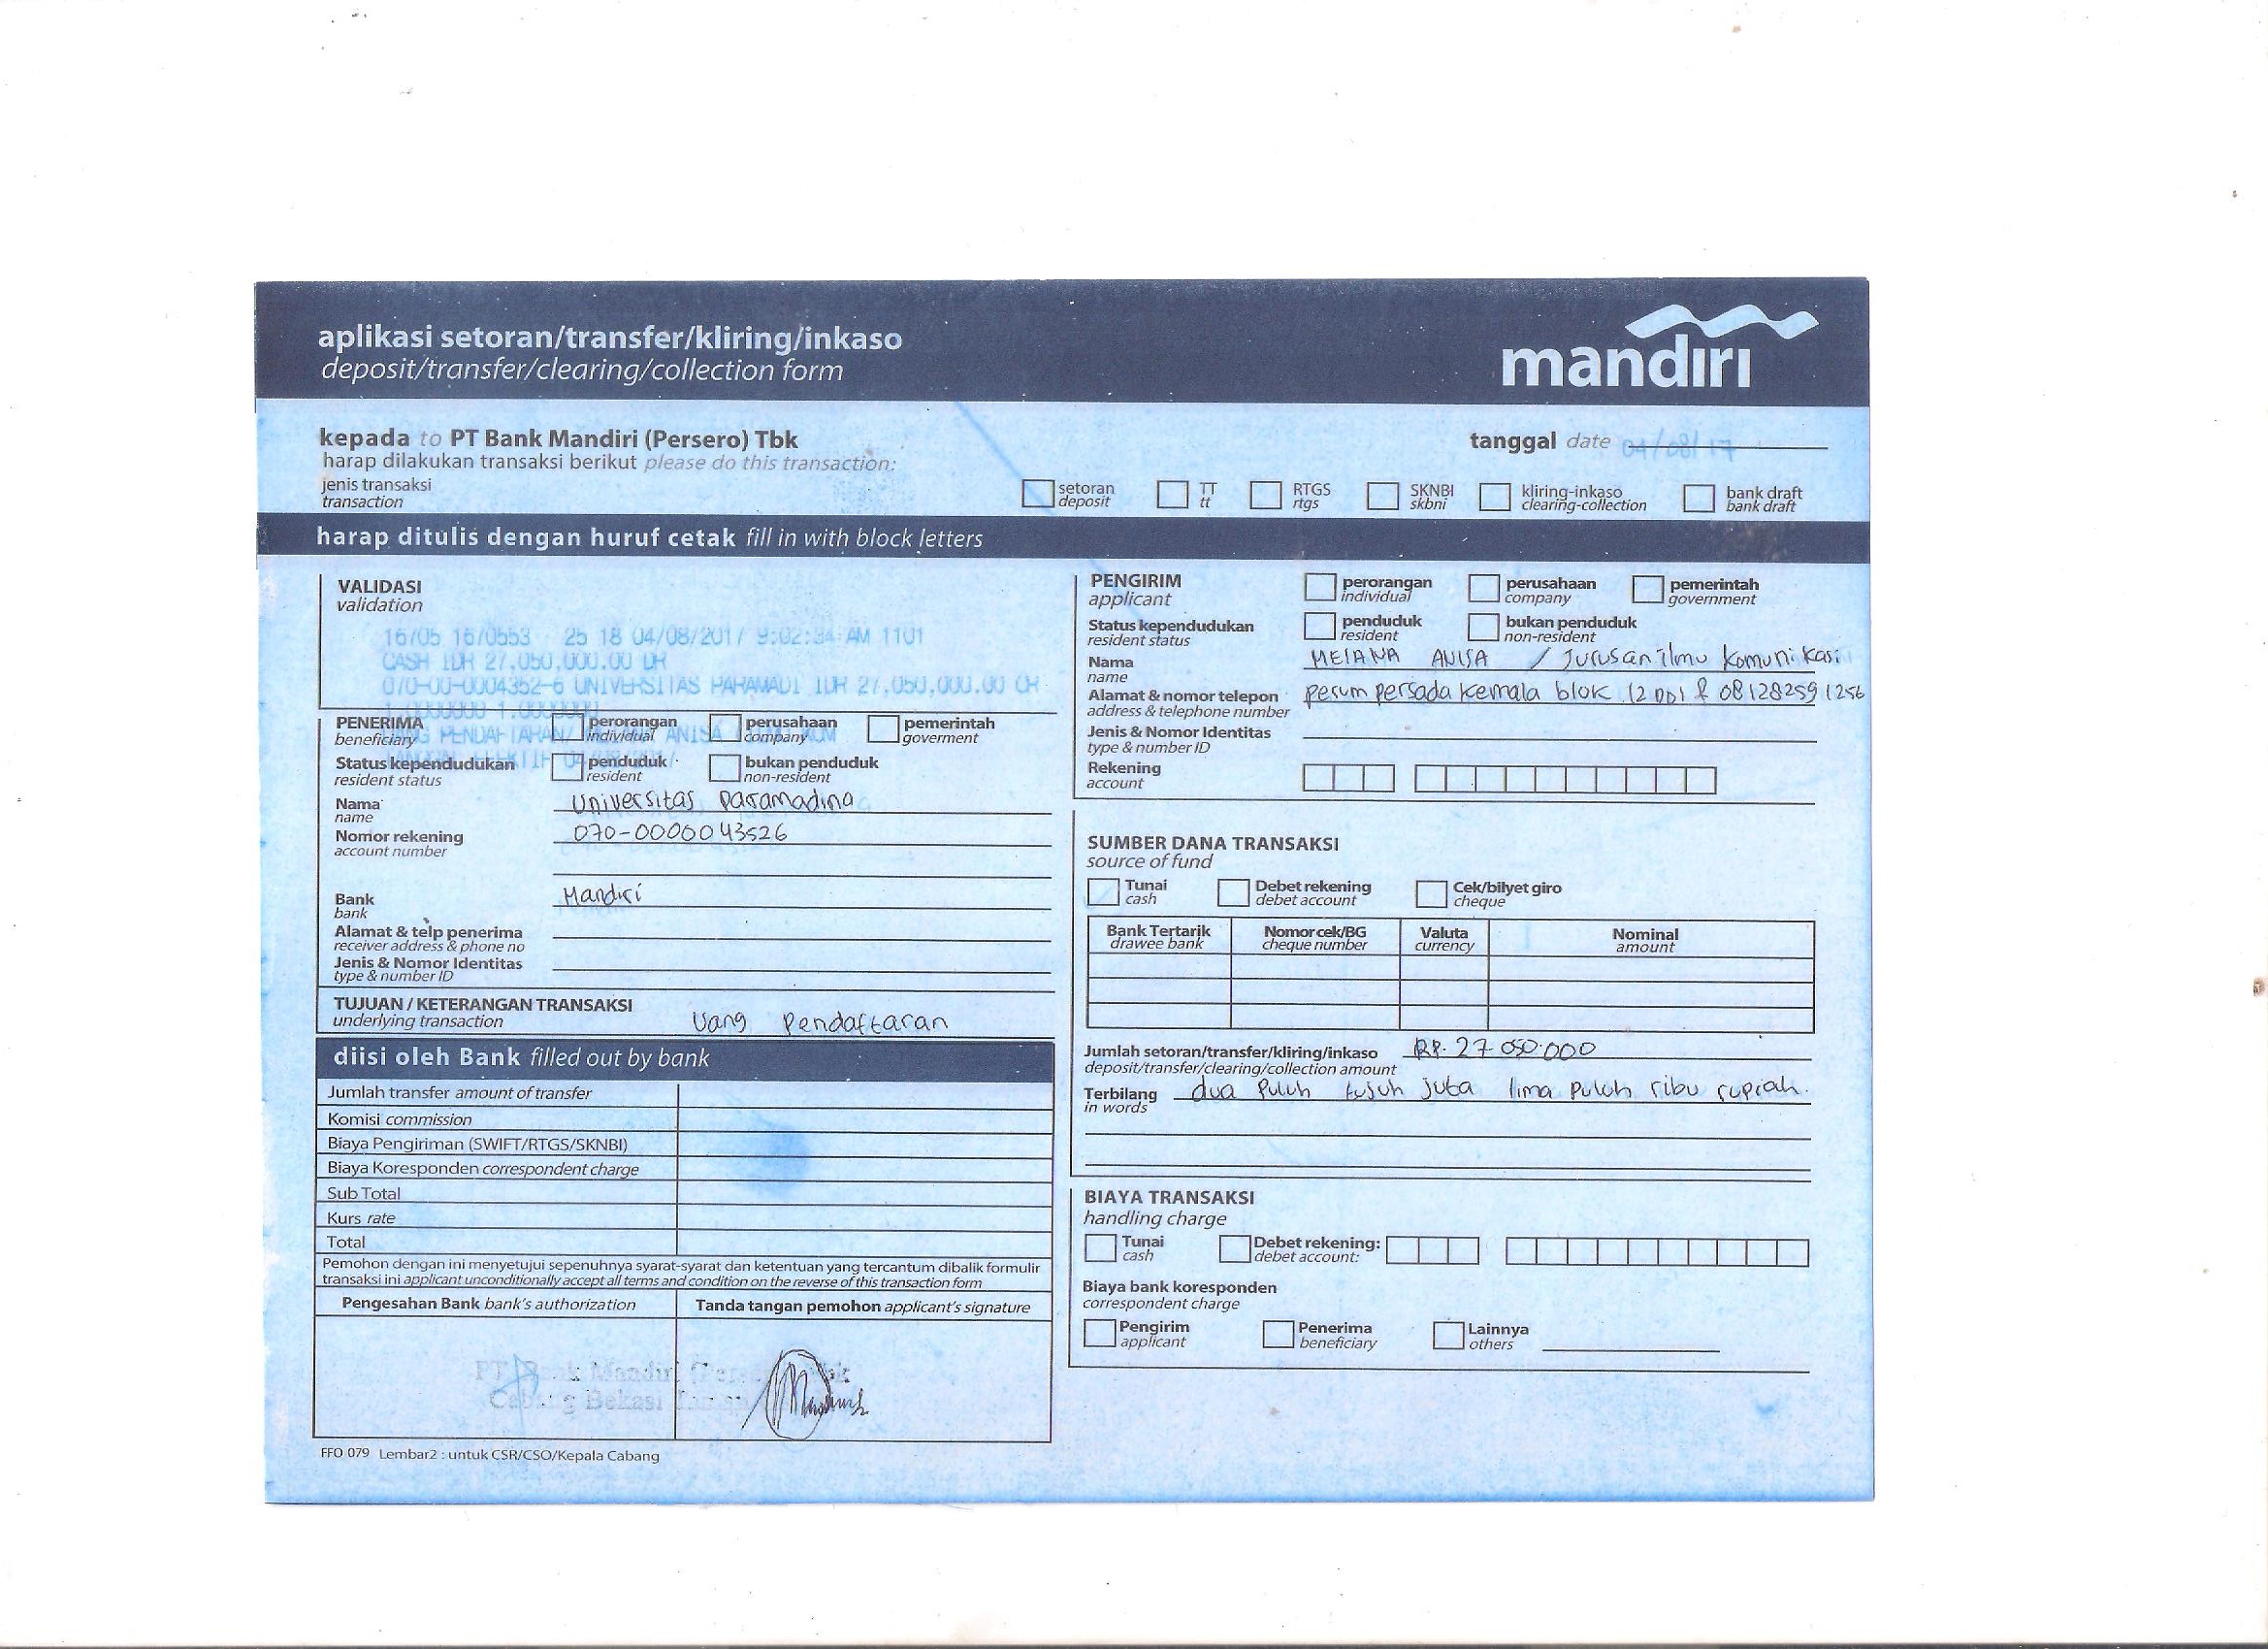 aplikasi setoran/transfer/kliring/inkaso
deposit/transfer/clearing/collection form
mandiri
kepada to PT Bank Mandiri (Persero) Tbk
tanggal date 04/08/17
harap dilakukan transaksi berikut please do this transaction:
jenis transaksi
transaction
setoran
deposit
TT
tt
RTGS
rtgs
SKNBI
skbni
kliring-inkaso
clearing-collection
bank draft
bank draft
harap ditulis dengan huruf cetak fill in with block letters
VALIDASI
validation
25 18 04/08/2017 9:02:34 AM 1101
CASH IDR 27.050.000.00 DR
070-00-0004352-6 UNIVERSITAS PARAMADI IDR 27.050.000.00 CR
1.0000000 1.0000000
UANG PENDAFTARAN/ ANISA
PENERIMA
beneficiary
perorangan
individual
perusahaan
company
pemerintah
goverment
Status kependudukan
resident status
penduduk
resident
bukan penduduk
non-resident
Nama
name
Universitas Paramadina
Nomor rekening
account number
070-0000043526
Bank
bank
Mandiri
Alamat & telp penerima
receiver address & phone no
Jenis & Nomor Identitas
type & number ID
TUJUAN / KETERANGAN TRANSAKSI
underlying transaction
Uang Pendaftaran
diisi oleh Bank filled out by bank
Jumlah transfer amount of transfer
Komisi commission
Biaya Pengiriman (SWIFT/RTGS/SKNBI)
Biaya Koresponden correspondent charge
Sub Total
Kurs rate
Total
Pemohon dengan ini menyetujui sepenuhnya syarat-syarat dan ketentuan yang tercantum dibalik formulir
transaksi ini applicant unconditionally accept all terms and condition on the reverse of this transaction form
Pengesahan Bank bank's authorization
Tanda tangan pemohon applicant's signature
PT Bank Mandiri
Cabang Bekasi
FFO 079 Lembar2 : untuk CSR/CSO/Kepala Cabang
PENGIRIM
applicant
perorangan
individual
perusahaan
company
pemerintah
government
Status kependudukan
resident status
penduduk
resident
bukan penduduk
non-resident
Nama
name
MEIANA ANISA / Jurusan ilmu komunikasi
Alamat & nomor telepon
address & telephone number
perum persada kemala blok 12 081282591256
Jenis & Nomor Identitas
type & number ID
Rekening
account
SUMBER DANA TRANSAKSI
source of fund
Tunai
cash
Debet rekening
debet account
Cek/bilyet giro
cheque
Bank Tertarik
drawee bank
Nomor cek/BG
cheque number
Valuta
currency
Nominal
amount
Jumlah setoran/transfer/kliring/inkaso
deposit/transfer/clearing/collection amount
RP. 27.050.000
Terbilang
in words
dua puluh tujuh juta lima puluh ribu rupiah.
BIAYA TRANSAKSI
handling charge
Tunai
cash
Debet rekening:
debet account:
Biaya bank koresponden
correspondent charge
Pengirim
applicant
Penerima
beneficiary
Lainnya
others